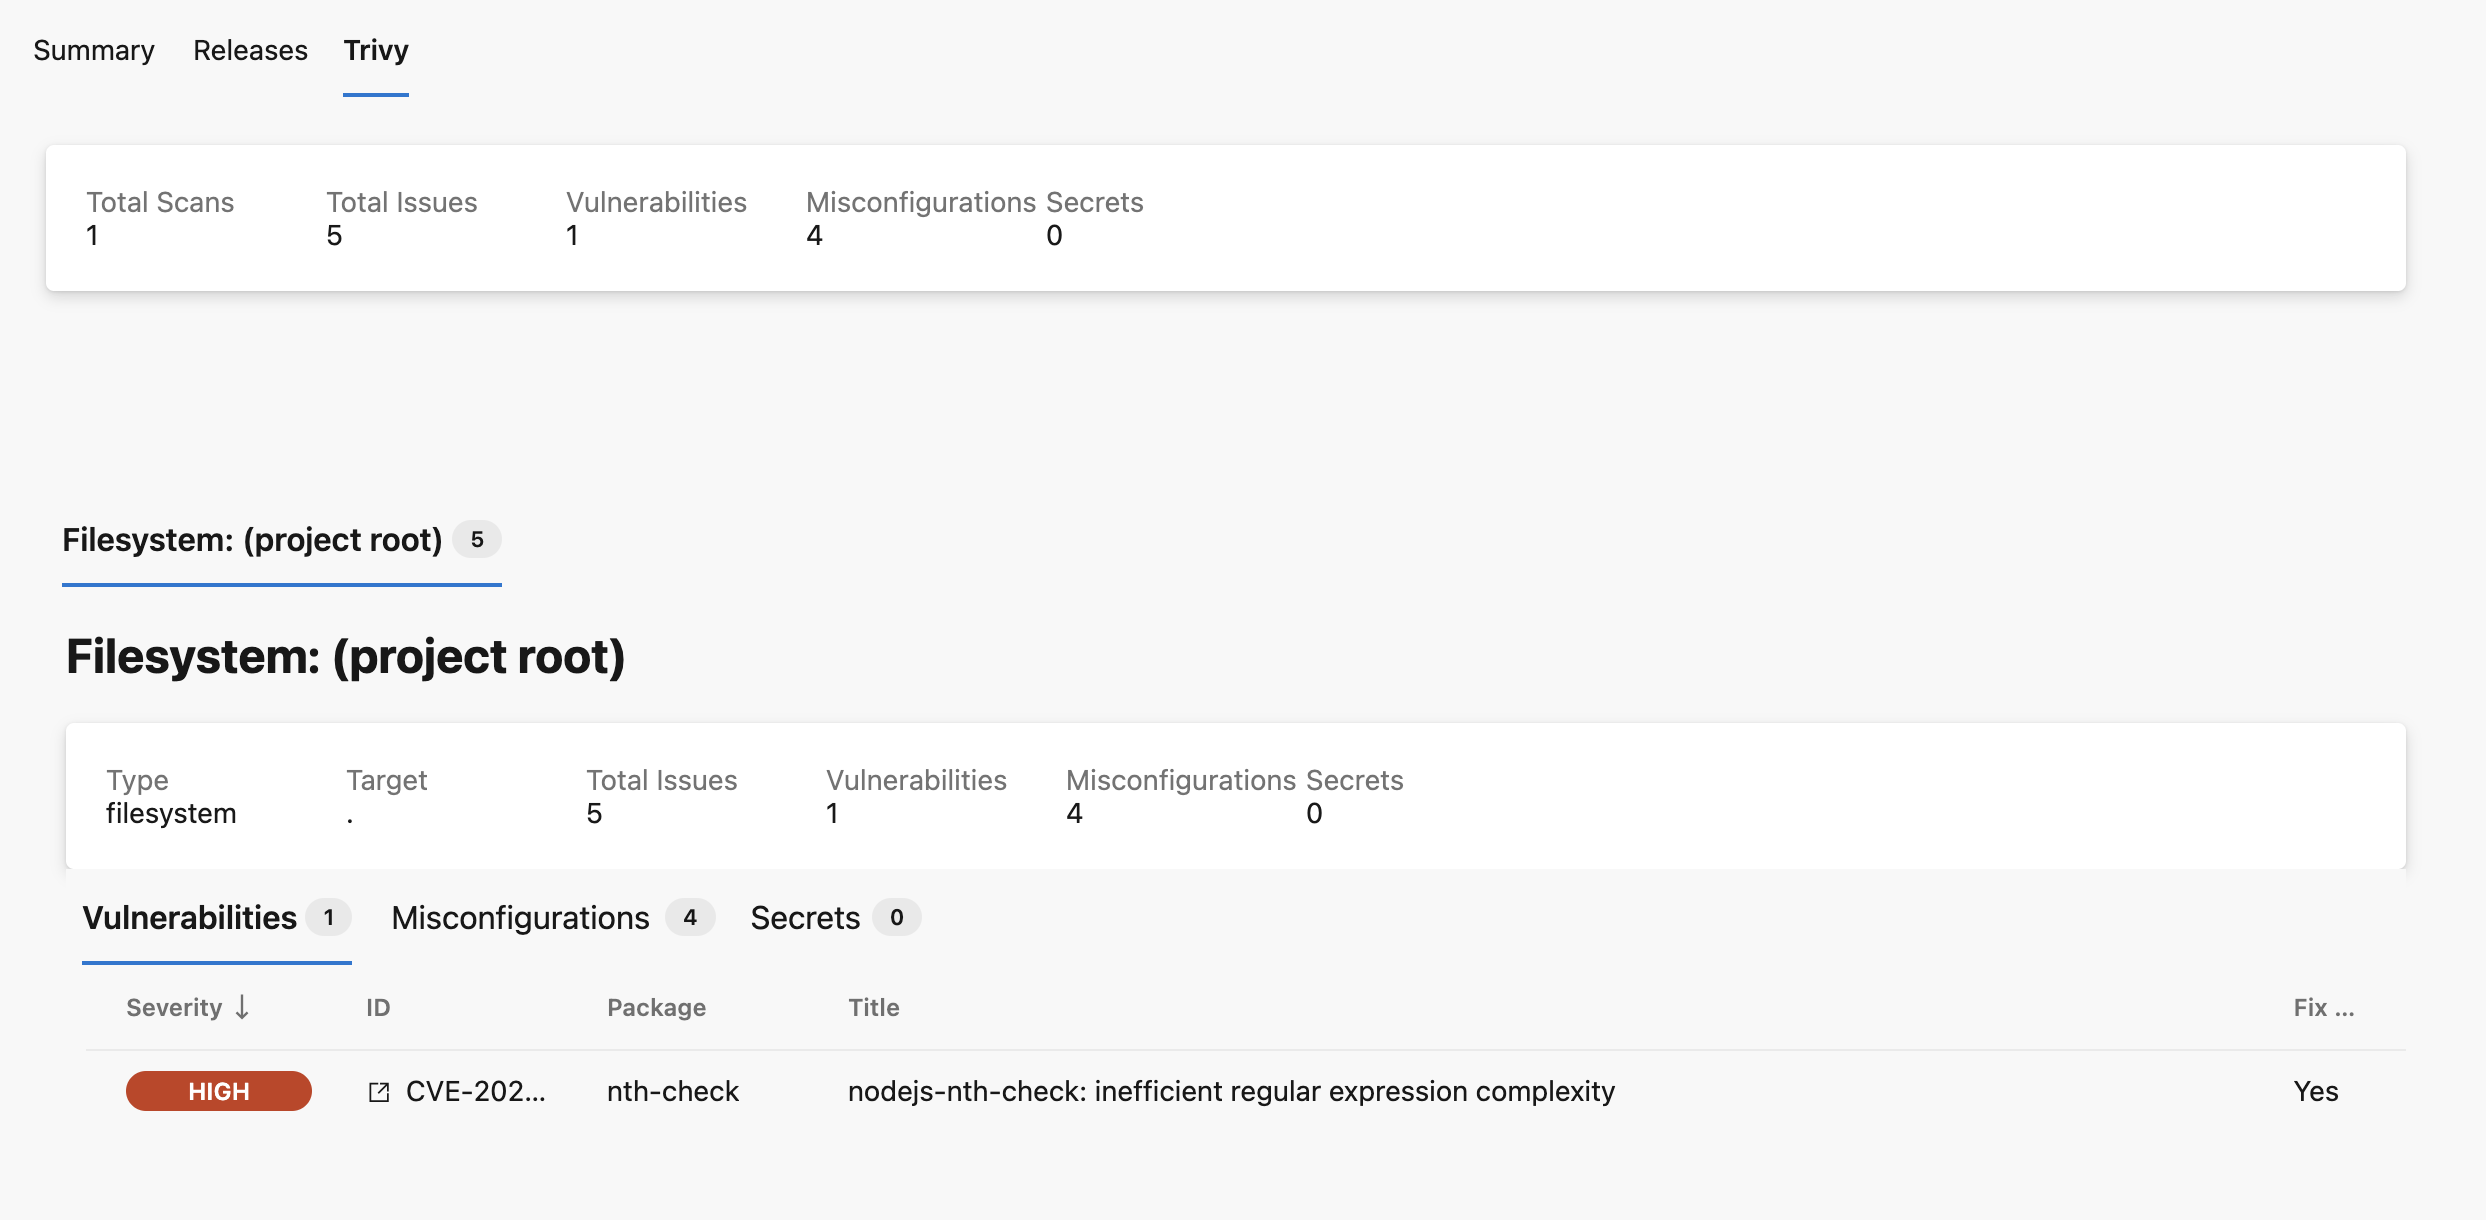 Summary Releases Trivy
Total Scans Total Issues Vulnerabilities Misconfigurations Secrets
1 5 1 4 0
Filesystem: (project root) 5
Filesystem: (project root)
Type Target Total Issues Vulnerabilities Misconfigurations Secrets
filesystem . 5 1 4 0
Vulnerabilities 1 Misconfigurations 4 Secrets 0
Severity ↓ ID Package Title Fix ...
HIGH CVE-202... nth-check nodejs-nth-check: inefficient regular expression complexity Yes